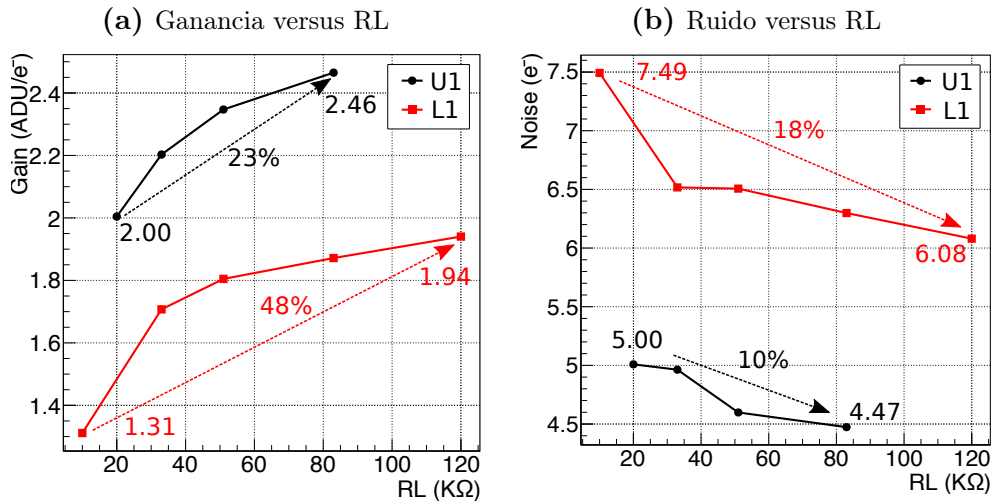 (a) Ganancia versus RL
Gain (ADU/e⁻)
2.4
2.2
2
1.8
1.6
1.4
U1
L1
2.46
23%
2.00
1.94
48%
1.31
20 40 60 80 100 120
RL (KΩ)
(b) Ruido versus RL
Noise (e⁻)
7.5
7
6.5
6
5.5
5
4.5
U1
L1
7.49
18%
6.08
5.00
10%
4.47
20 40 60 80 100 120
RL (KΩ)